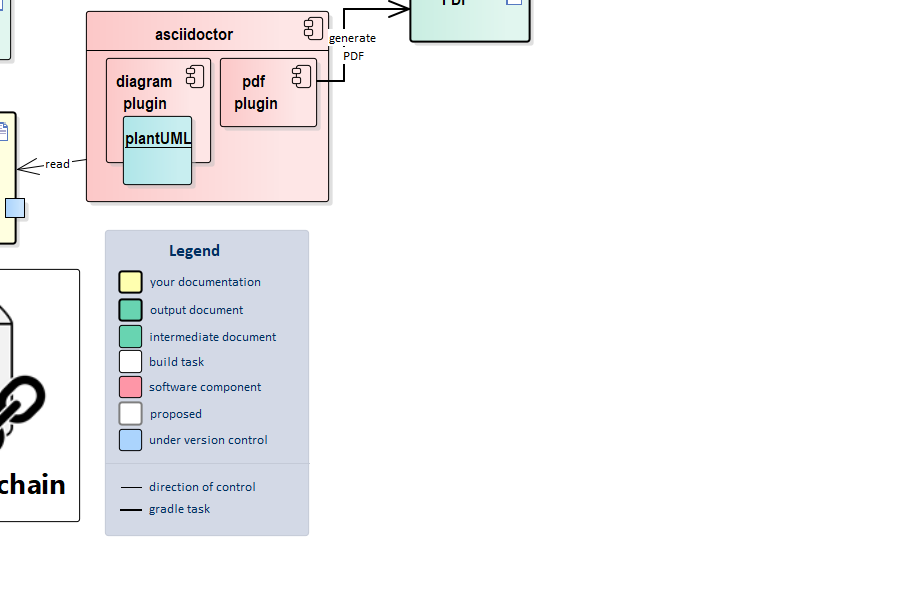 PDF
asciidoctor
generate
PDF
diagram
plugin
pdf
plugin
plantUML
read
Legend
your documentation
output document
intermediate document
build task
software component
proposed
under version control
chain
direction of control
gradle task